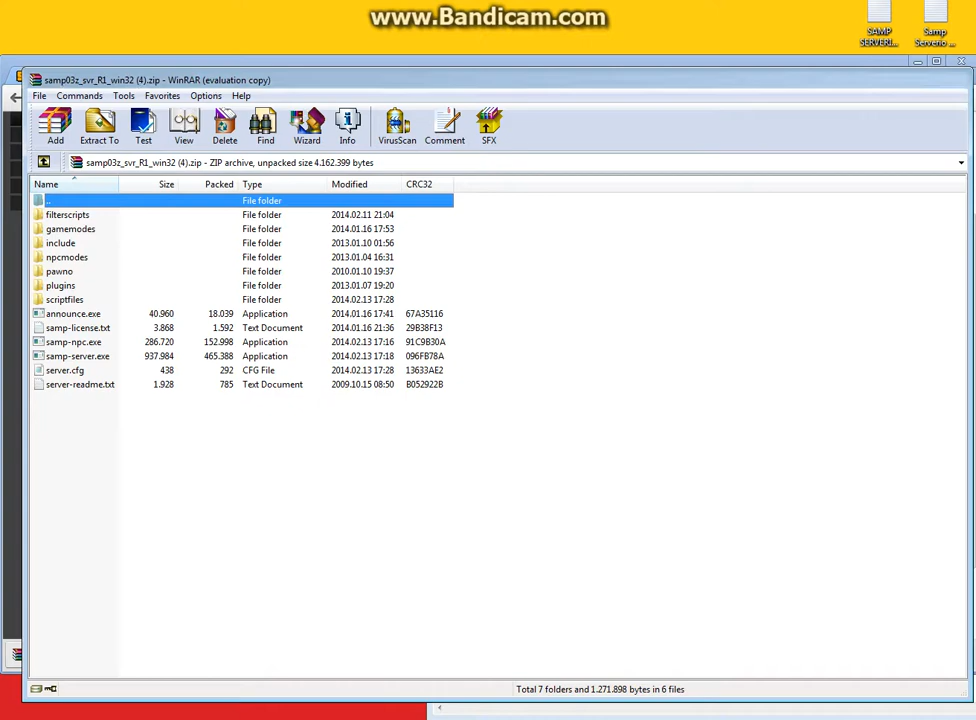 www.Bandicam.com
SAMP
SERVERI...
Samp
Serverio ...
samp03z_svr_R1_win32 (4).zip - WinRAR (evaluation copy)
File Commands Tools Favorites Options Help
Add Extract To Test View Delete Find Wizard Info VirusScan Comment SFX
samp03z_svr_R1_win32 (4).zip - ZIP archive, unpacked size 4.162.399 bytes
Name Size Packed Type Modified CRC32
.. File folder
filterscripts File folder 2014.02.11 21:04
gamemodes File folder 2014.01.16 17:53
include File folder 2013.01.10 01:56
npcmodes File folder 2013.01.04 16:31
pawno File folder 2010.01.10 19:37
plugins File folder 2013.01.07 19:20
scriptfiles File folder 2014.02.13 17:28
announce.exe 40.960 18.039 Application 2014.01.16 17:41 67A35116
samp-license.txt 3.868 1.592 Text Document 2014.01.16 21:36 29B38F13
samp-npc.exe 286.720 152.998 Application 2014.02.13 17:16 91C9B30A
samp-server.exe 937.984 465.388 Application 2014.02.13 17:18 096FB78A
server.cfg 438 292 CFG File 2014.02.13 17:28 13633AE2
server-readme.txt 1.928 785 Text Document 2009.10.15 08:50 B052922B
Total 7 folders and 1.271.898 bytes in 6 files